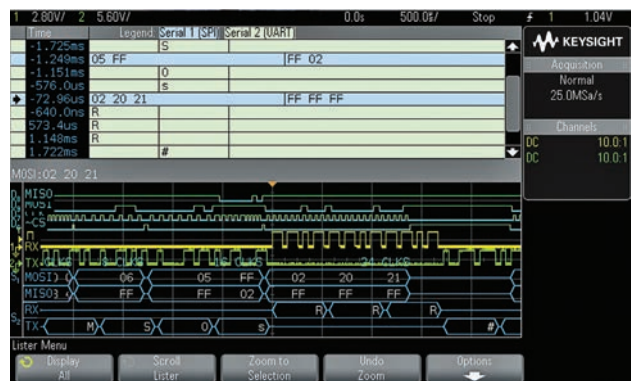 1 2.80V/ 2 5.60V/ 0.0s 500.0s/ Stop 1 1.04V
Time Legend: Serial 1 (SPI) Serial 2 (UART)
-1.725ms S
-1.249ms 05 FF FF 02
-1.151ms 0
-576.0us s
-72.96us 02 20 21 FF FF FF
-640.0ns R
573.4us R
1.148ms R
1.722ms #
MOSI:02 20 21
KEYSIGHT
Acquisition
Normal
25.0MSa/s
Channels
DC 10.0:1
DC 10.0:1
MISO
MOSI
~CS
RX
TX
MOSI 06 05 FF 02 20 21
MISO FF FF 02 FF FF FF
RX R R R
TX M S 0 s #
Lister Menu
Display Scroll Zoom to Undo Options
All Lister Selection Zoom